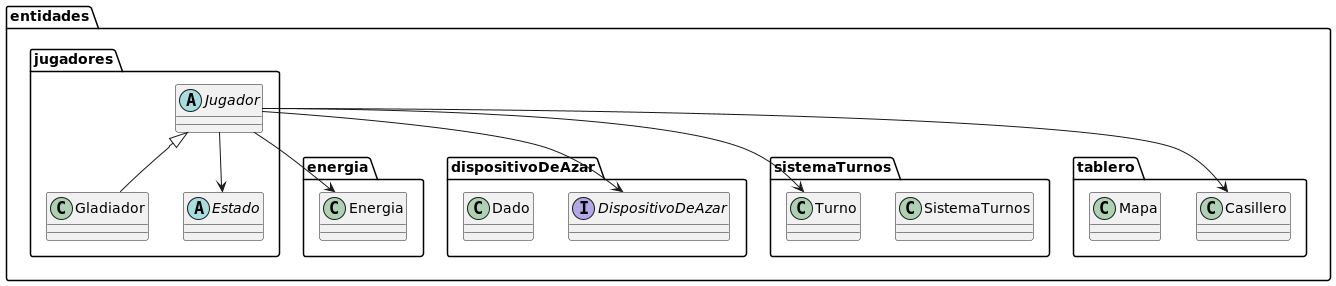 entidades
jugadores
A Jugador
energia
dispositivoDeAzar
sistemaTurnos
tablero
C Gladiador
A Estado
C Energia
C Dado
I DispositivoDeAzar
C Turno
C SistemaTurnos
C Mapa
C Casillero